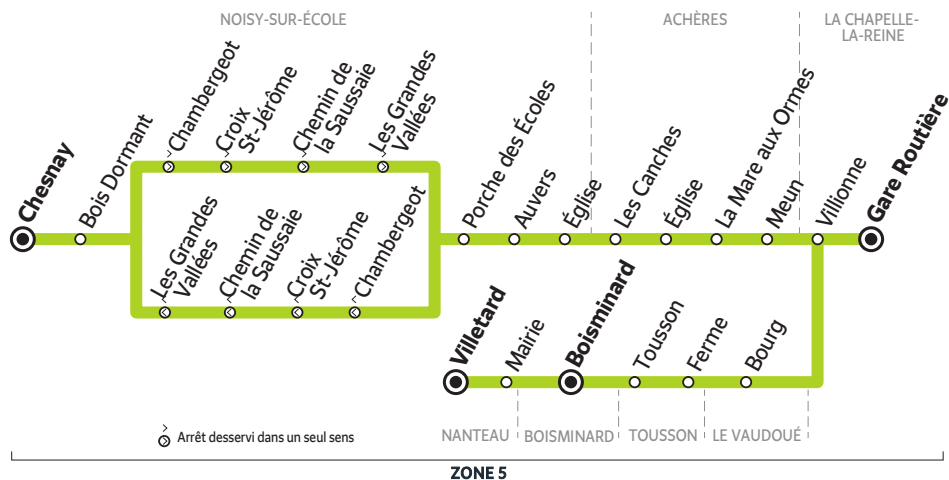 NOISY-SUR-ÉCOLE
ACHÈRES
LA CHAPELLE-
LA-REINE
Chesnay
Bois Dormant
Chambergeot
Croix
St-Jérôme
Chemin de
la Saussaie
Les Grandes
Vallées
Les Grandes
Vallées
Chemin de
la Saussaie
Croix
St-Jérôme
Chambergeot
Porche des Écoles
Auvers
Église
Les Canches
Église
La Mare aux Ormes
Meun
Villionne
Gare Routière
Villetard
Mairie
Boisminard
Tousson
Ferme
Bourg
NANTEAU
BOISMINARD
TOUSSON
LE VAUDOUÉ
Arrêt desservi dans un seul sens
ZONE 5